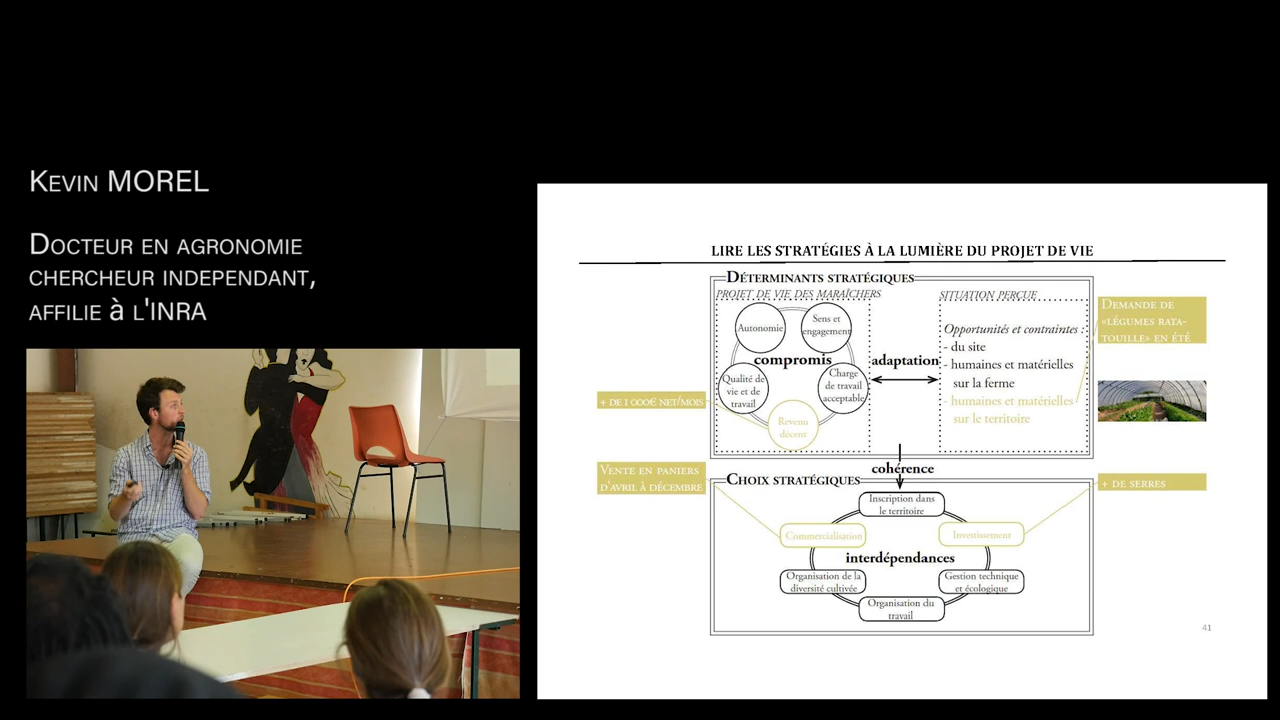 Kevin MOREL
Docteur en agronomie
chercheur independant,
affilie à l'INRA
LIRE LES STRATÉGIES À LA LUMIÈRE DU PROJET DE VIE
Déterminants stratégiques
PROJET DE VIE DES MARAÎCHERS
Autonomie
Sens et
engagement
compromis
Qualité de
vie et de
travail
Charge
de travail
acceptable
Revenu
décent
adaptation
SITUATION PERÇUE
Opportunités et contraintes :
- du site
- humaines et matérielles
sur la ferme
- humaines et matérielles
sur le territoire
Demande de
«légumes rata-
touille» en été
+ de 1 000€ net/mois
cohérence
Vente en paniers
d'avril à décembre
+ de serres
Choix stratégiques
Inscription dans
le territoire
Commercialisation
Investissement
interdépendances
Organisation de la
diversité cultivée
Gestion technique
et écologique
Organisation du
travail
41